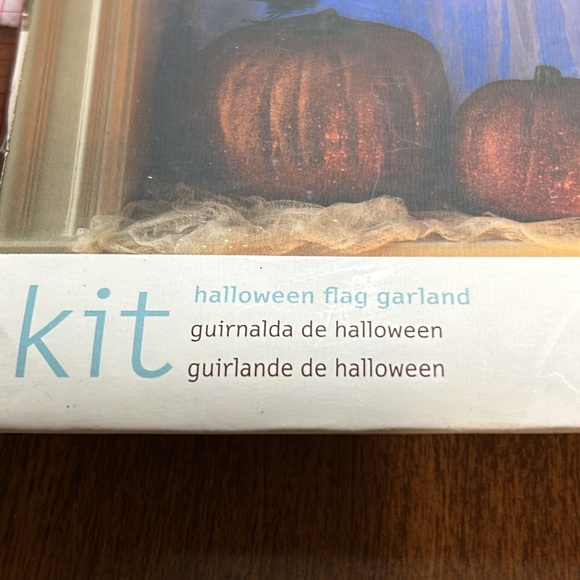 kit
halloween flag garland
guirnalda de halloween
guirlande de halloween